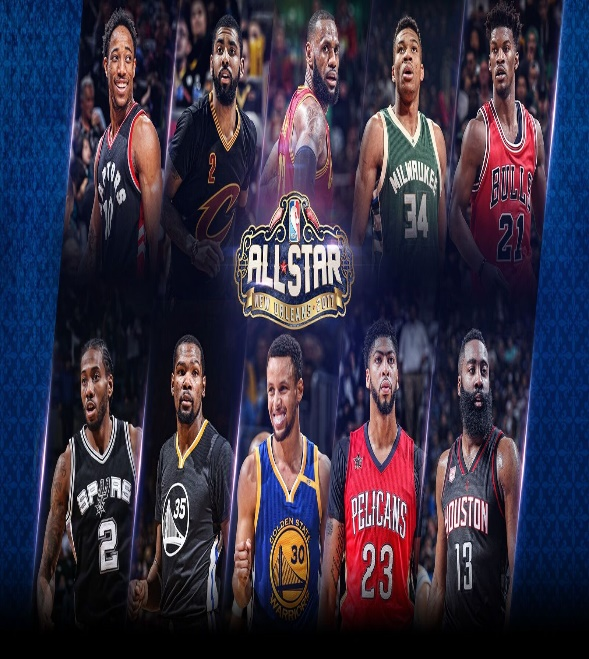 RAPTORS
10
2
C
MILWAUKEE
34
BULLS
21
ALL STAR
NEW ORLEANS · 2017
SPURS
2
35
GOLDEN STATE
30
WARRIORS
PELICANS
23
HOUSTON
13